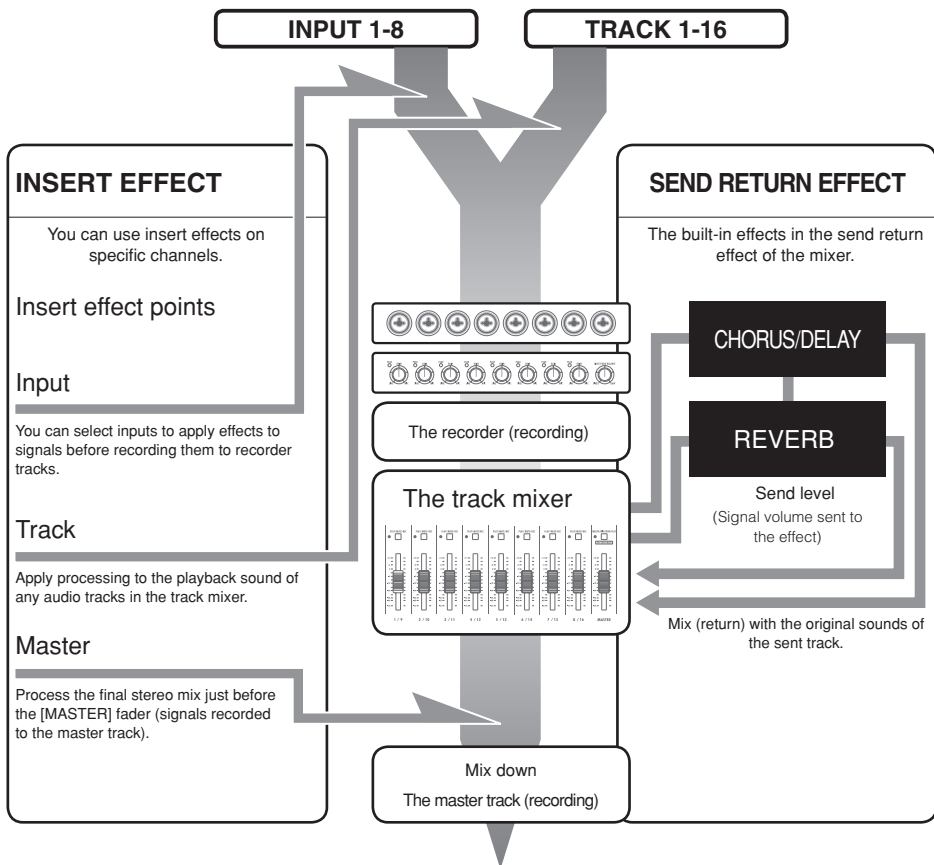 INPUT 1-8
TRACK 1-16
INSERT EFFECT
You can use insert effects on
specific channels.
Insert effect points
Input
You can select inputs to apply effects to
signals before recording them to recorder
tracks.
Track
Apply processing to the playback sound of
any audio tracks in the track mixer.
Master
Process the final stereo mix just before
the [MASTER] fader (signals recorded
to the master track).
The recorder (recording)
The track mixer
1 / 9 2 / 10 3 / 11 4 / 12 5 / 13 6 / 14 7 / 15 8 / 16 MASTER
Mix down
The master track (recording)
SEND RETURN EFFECT
The built-in effects in the send return
effect of the mixer.
CHORUS/DELAY
REVERB
Send level
(Signal volume sent to
the effect)
Mix (return) with the original sounds of
the sent track.